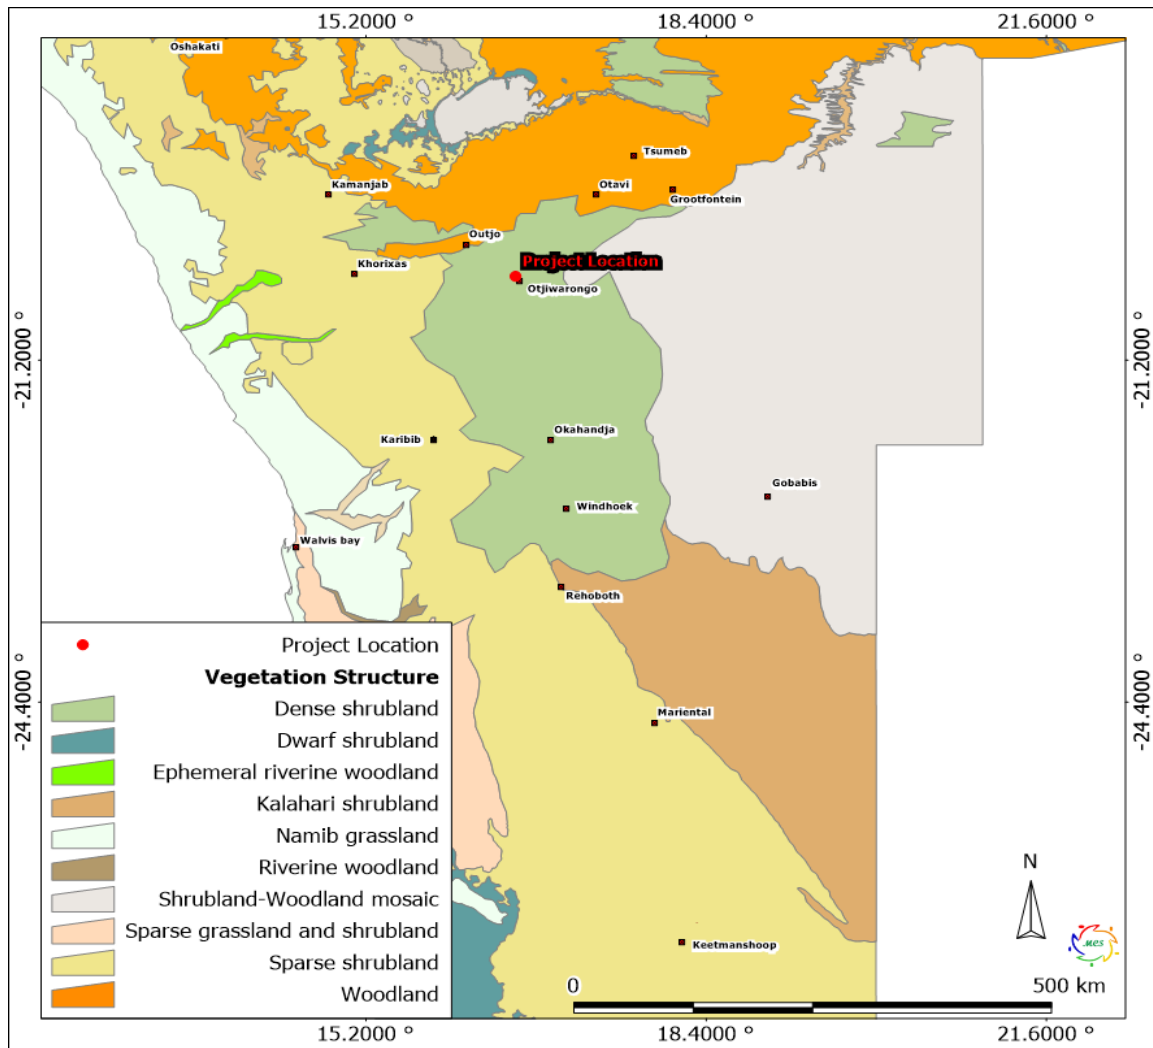 15.2000 °
18.4000 °
21.6000 °
Oshakati
Tsumeb
Kamanjab
Otavi
Grootfontein
Outjo
Project Location
Khorixas
Otjiwarongo
-21.2000 °
-21.2000 °
Karibib
Okahandja
Gobabis
Windhoek
Walvis bay
Rehoboth
Project Location
Vegetation Structure
Dense shrubland
Dwarf shrubland
Ephemeral riverine woodland
Kalahari shrubland
Namib grassland
Riverine woodland
Shrubland-Woodland mosaic
Sparse grassland and shrubland
Sparse shrubland
Woodland
-24.4000 °
-24.4000 °
Mariental
Keetmanshoop
N
MES
0
500 km
15.2000 °
18.4000 °
21.6000 °